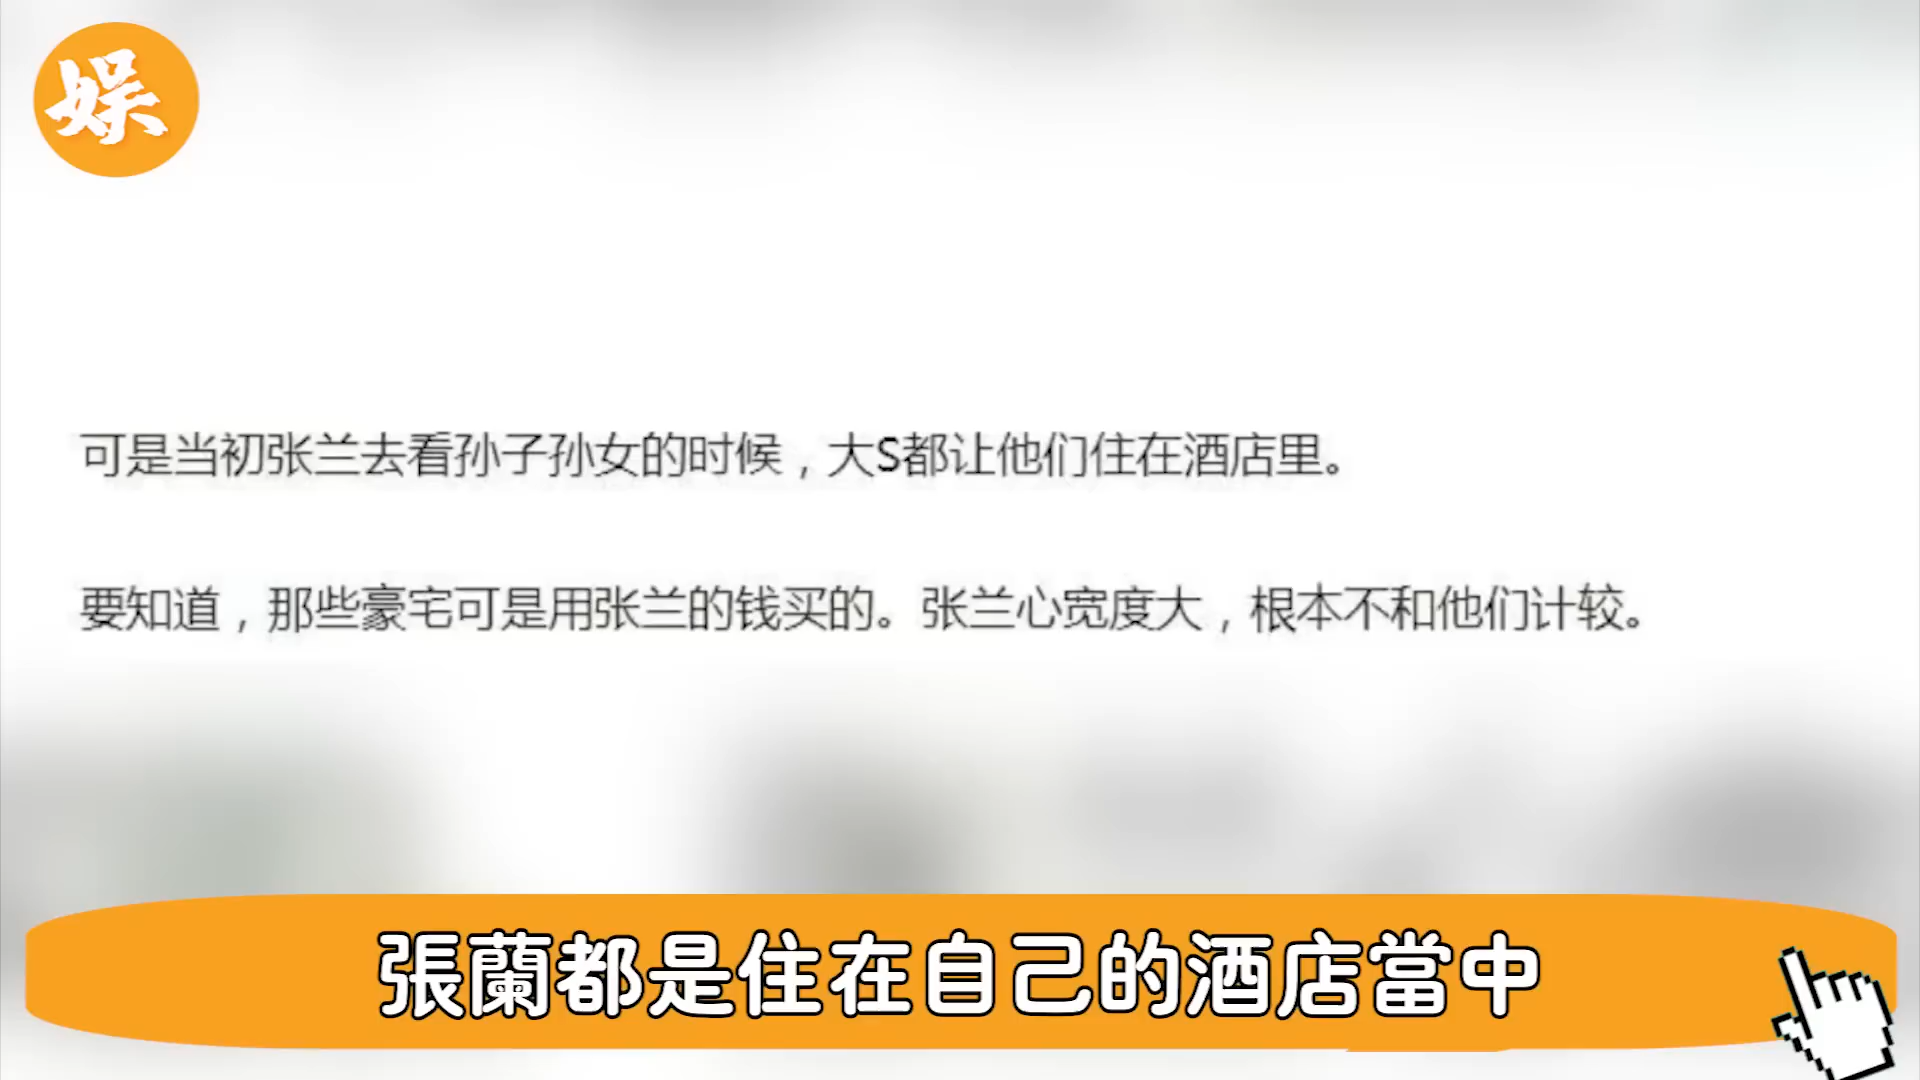 娱
可是当初张兰去看孙子孙女的时候，大S都让他们住在酒店里。
要知道，那些豪宅可是用张兰的钱买的。张兰心宽度大，根本不和他们计较。
張蘭都是住在自己的酒店當中